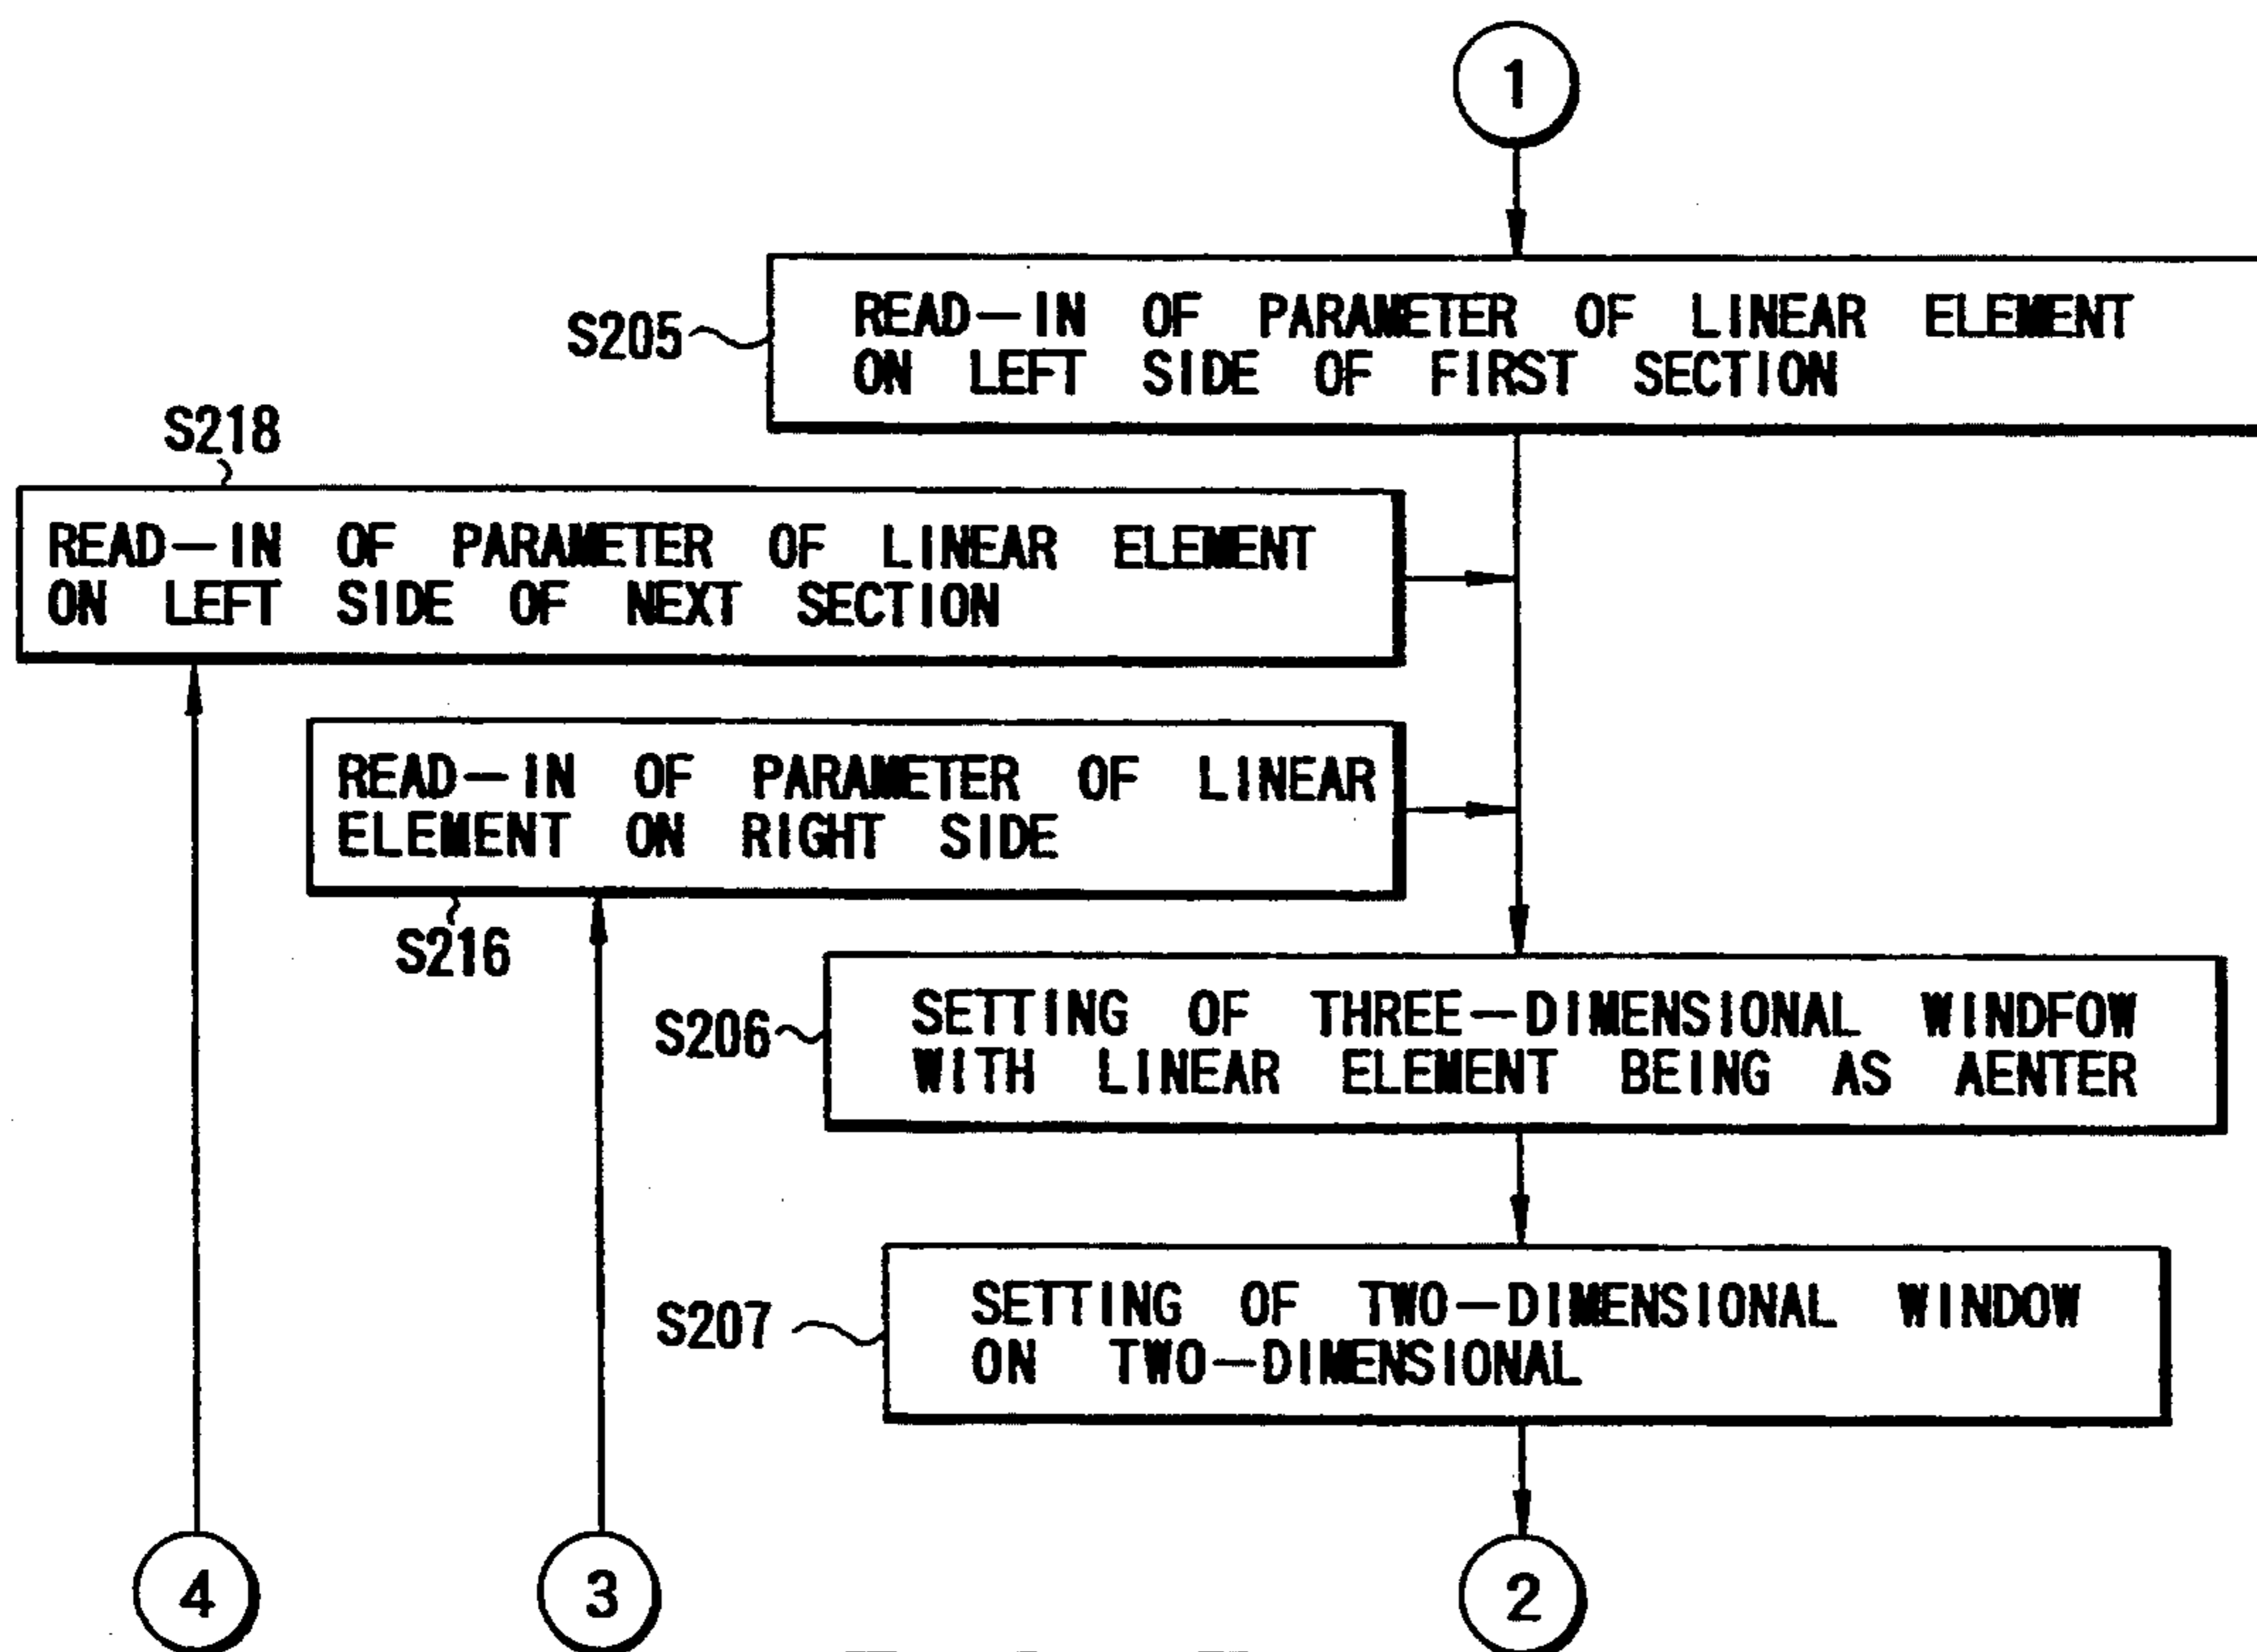 1
S205
READ-IN OF PARAMETER OF LINEAR ELEMENT
ON LEFT SIDE OF FIRST SECTION
S218
READ-IN OF PARAMETER OF LINEAR ELEMENT
ON LEFT SIDE OF NEXT SECTION
READ-IN OF PARAMETER OF LINEAR
ELEMENT ON RIGHT SIDE
S216
S206
SETTING OF THREE-DIMENSIONAL WINDFOW
WITH LINEAR ELEMENT BEING AS AENTER
S207
SETTING OF TWO-DIMENSIONAL WINDOW
ON TWO-DIMENSIONAL
4
3
2